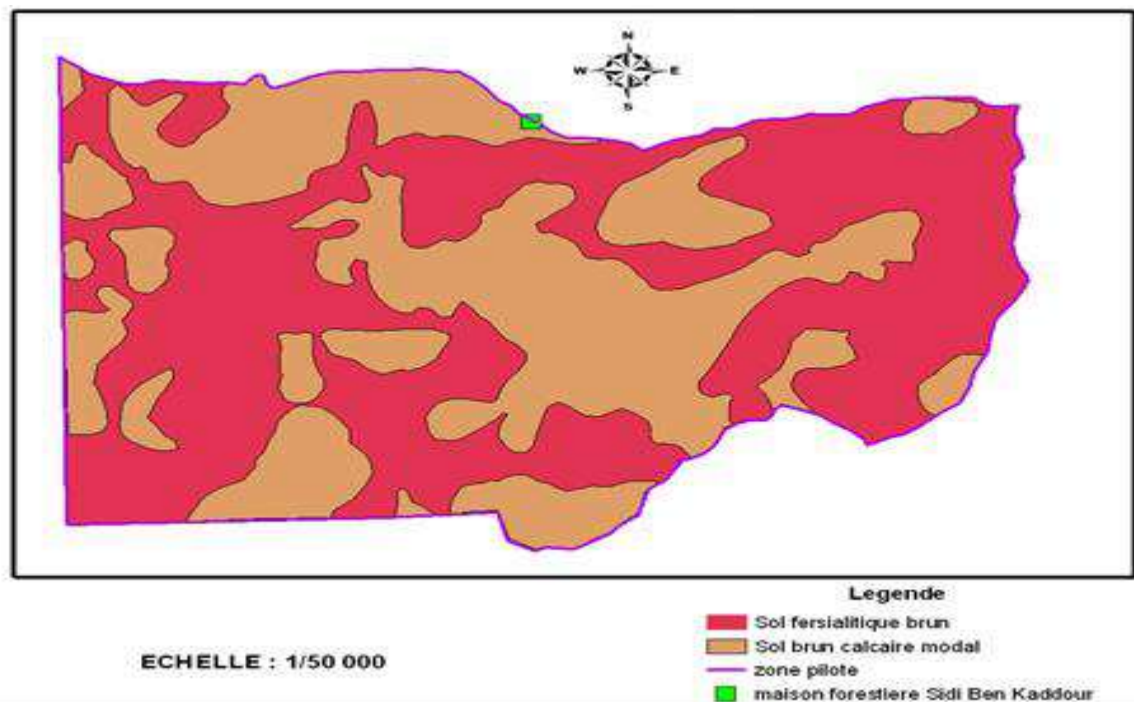 N
W E
S
Legende
Sol fersialitique brun
Sol brun calcaire modal
zone pilote
maison forestiere Sidi Ben Kaddour
ECHELLE : 1/50 000